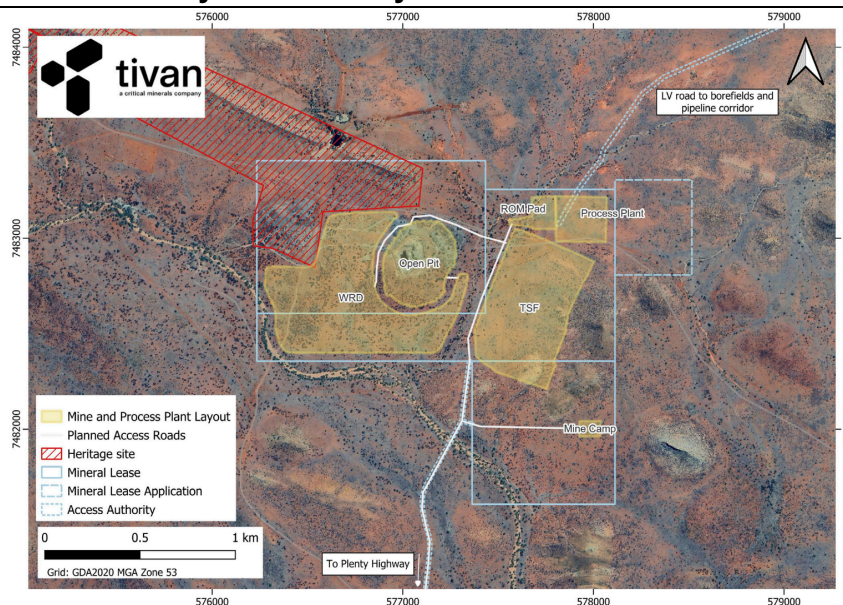 576000
577000
578000
579000
7484000
7483000
7482000
tivan
a critical minerals company
LV road to borefields and
pipeline corridor
ROM Pad
Process Plant
Open Pit
WRD
TSF
Mine Camp
Mine and Process Plant Layout
Planned Access Roads
Heritage site
Mineral Lease
Mineral Lease Application
Access Authority
0
0.5
1 km
Grid: GDA2020 MGA Zone 53
To Plenty Highway
576000
577000
578000
579000
7484000
7483000
7482000